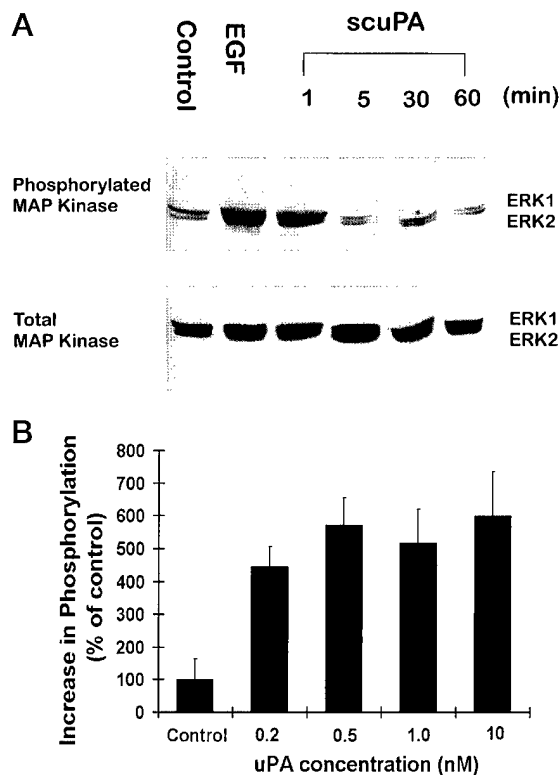 A
scuPA
Control
EGF
1 5 30 60 (min)
Phosphorylated
MAP Kinase
ERK1
ERK2
Total
MAP Kinase
ERK1
ERK2
B
Increase in Phosphorylation
(% of control)
800
700
600
500
400
300
200
100
0
Control 0.2 0.5 1.0 10
uPA concentration (nM)